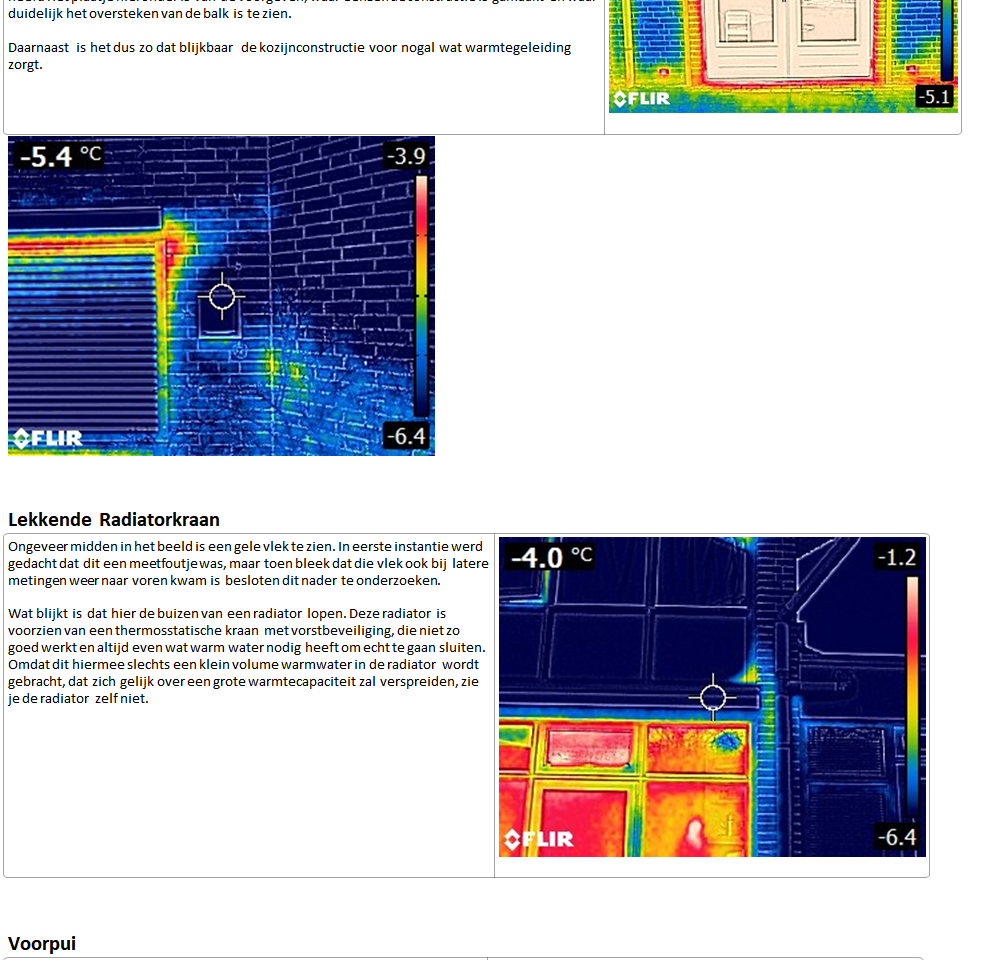 duidelijk het oversteken van de balk is te zien.
Daarnaast is het dus zo dat blijkbaar de kozijnconstructie voor nogal wat warmtegeleiding
zorgt.
FLIR
-5.1
-5.4 °C
-3.9
FLIR
-6.4
Lekkende Radiatorkraan
Ongeveer midden in het beeld is een gele vlek te zien. In eerste instantie werd
gedacht dat dit een meetfoutje was, maar toen bleek dat die vlek ook bij latere
metingen weer naar voren kwam is besloten dit nader te onderzoeken.
Wat blijkt is dat hier de buizen van een radiator lopen. Deze radiator is
voorzien van een thermosstatische kraan met vorstbeveiliging, die niet zo
goed werkt en altijd even wat warm water nodig heeft om echt te gaan sluiten.
Omdat dit hiermee slechts een klein volume warmwater in de radiator wordt
gebracht, dat zich gelijk over een grote warmtecapaciteit zal verspreiden, zie
je de radiator zelf niet.
-4.0 °C
-1.2
FLIR
-6.4
Voorpui